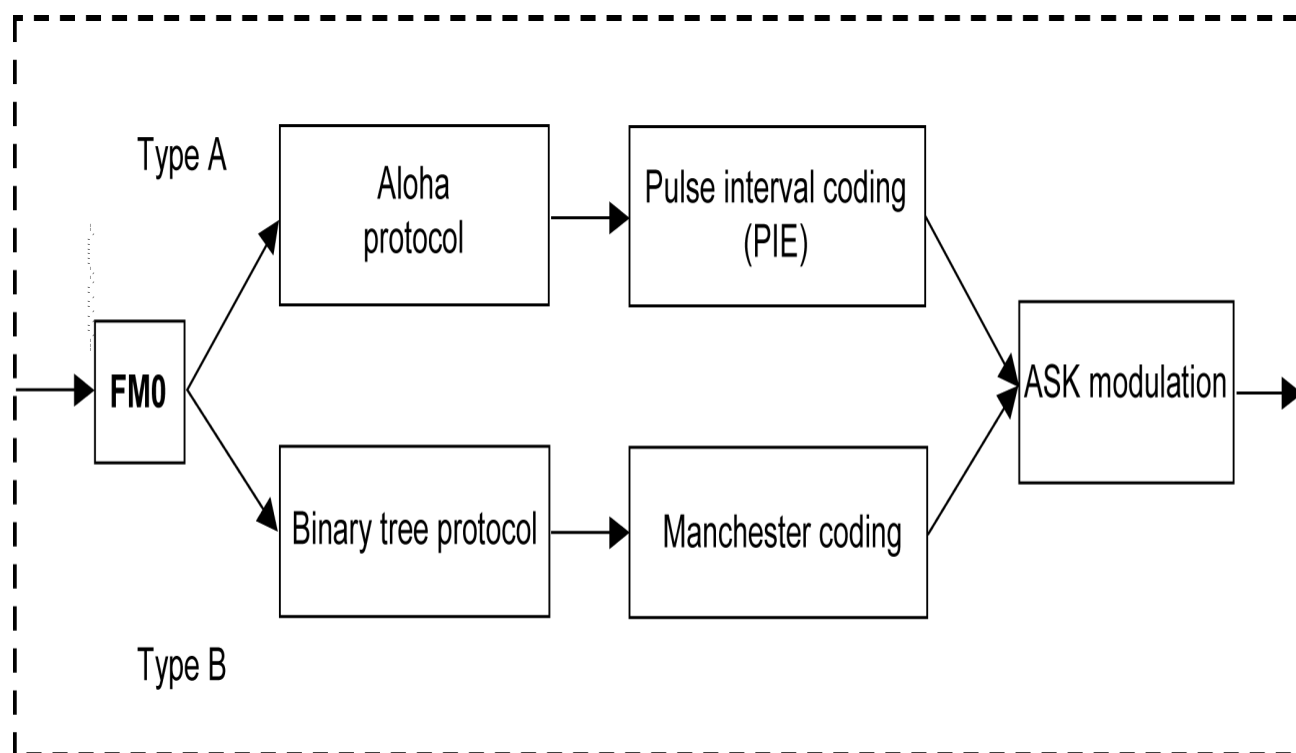 Type A
Aloha
protocol
Pulse interval coding
(PIE)
FM0
ASK modulation
Binary tree protocol
Manchester coding
Type B